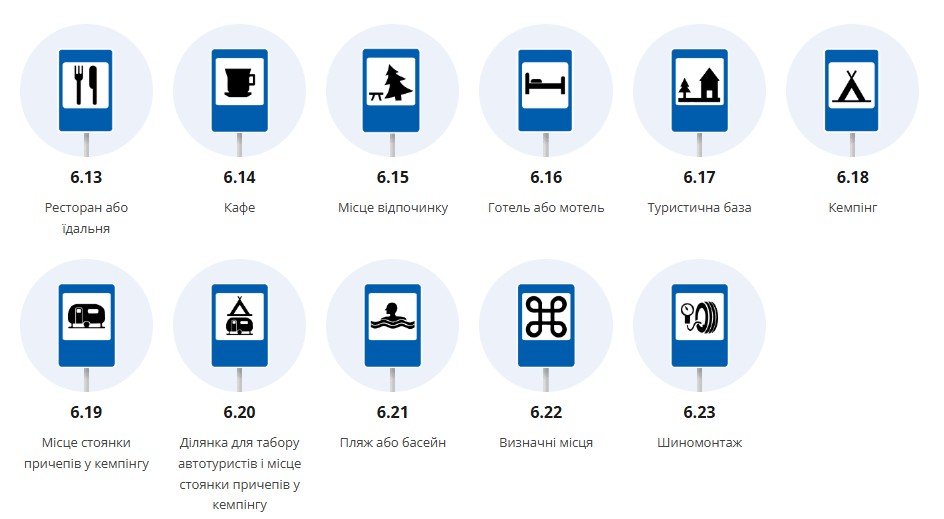 6.13
Ресторан або
їдальня
6.14
Кафе
6.15
Місце відпочинку
6.16
Готель або мотель
6.17
Туристична база
6.18
Кемпінг
6.19
Місце стоянки
причепів у кемпінгу
6.20
Ділянка для табору
автотуристів і місце
стоянки причепів у
кемпінгу
6.21
Пляж або басейн
6.22
Визначні місця
6.23
Шиномонтаж